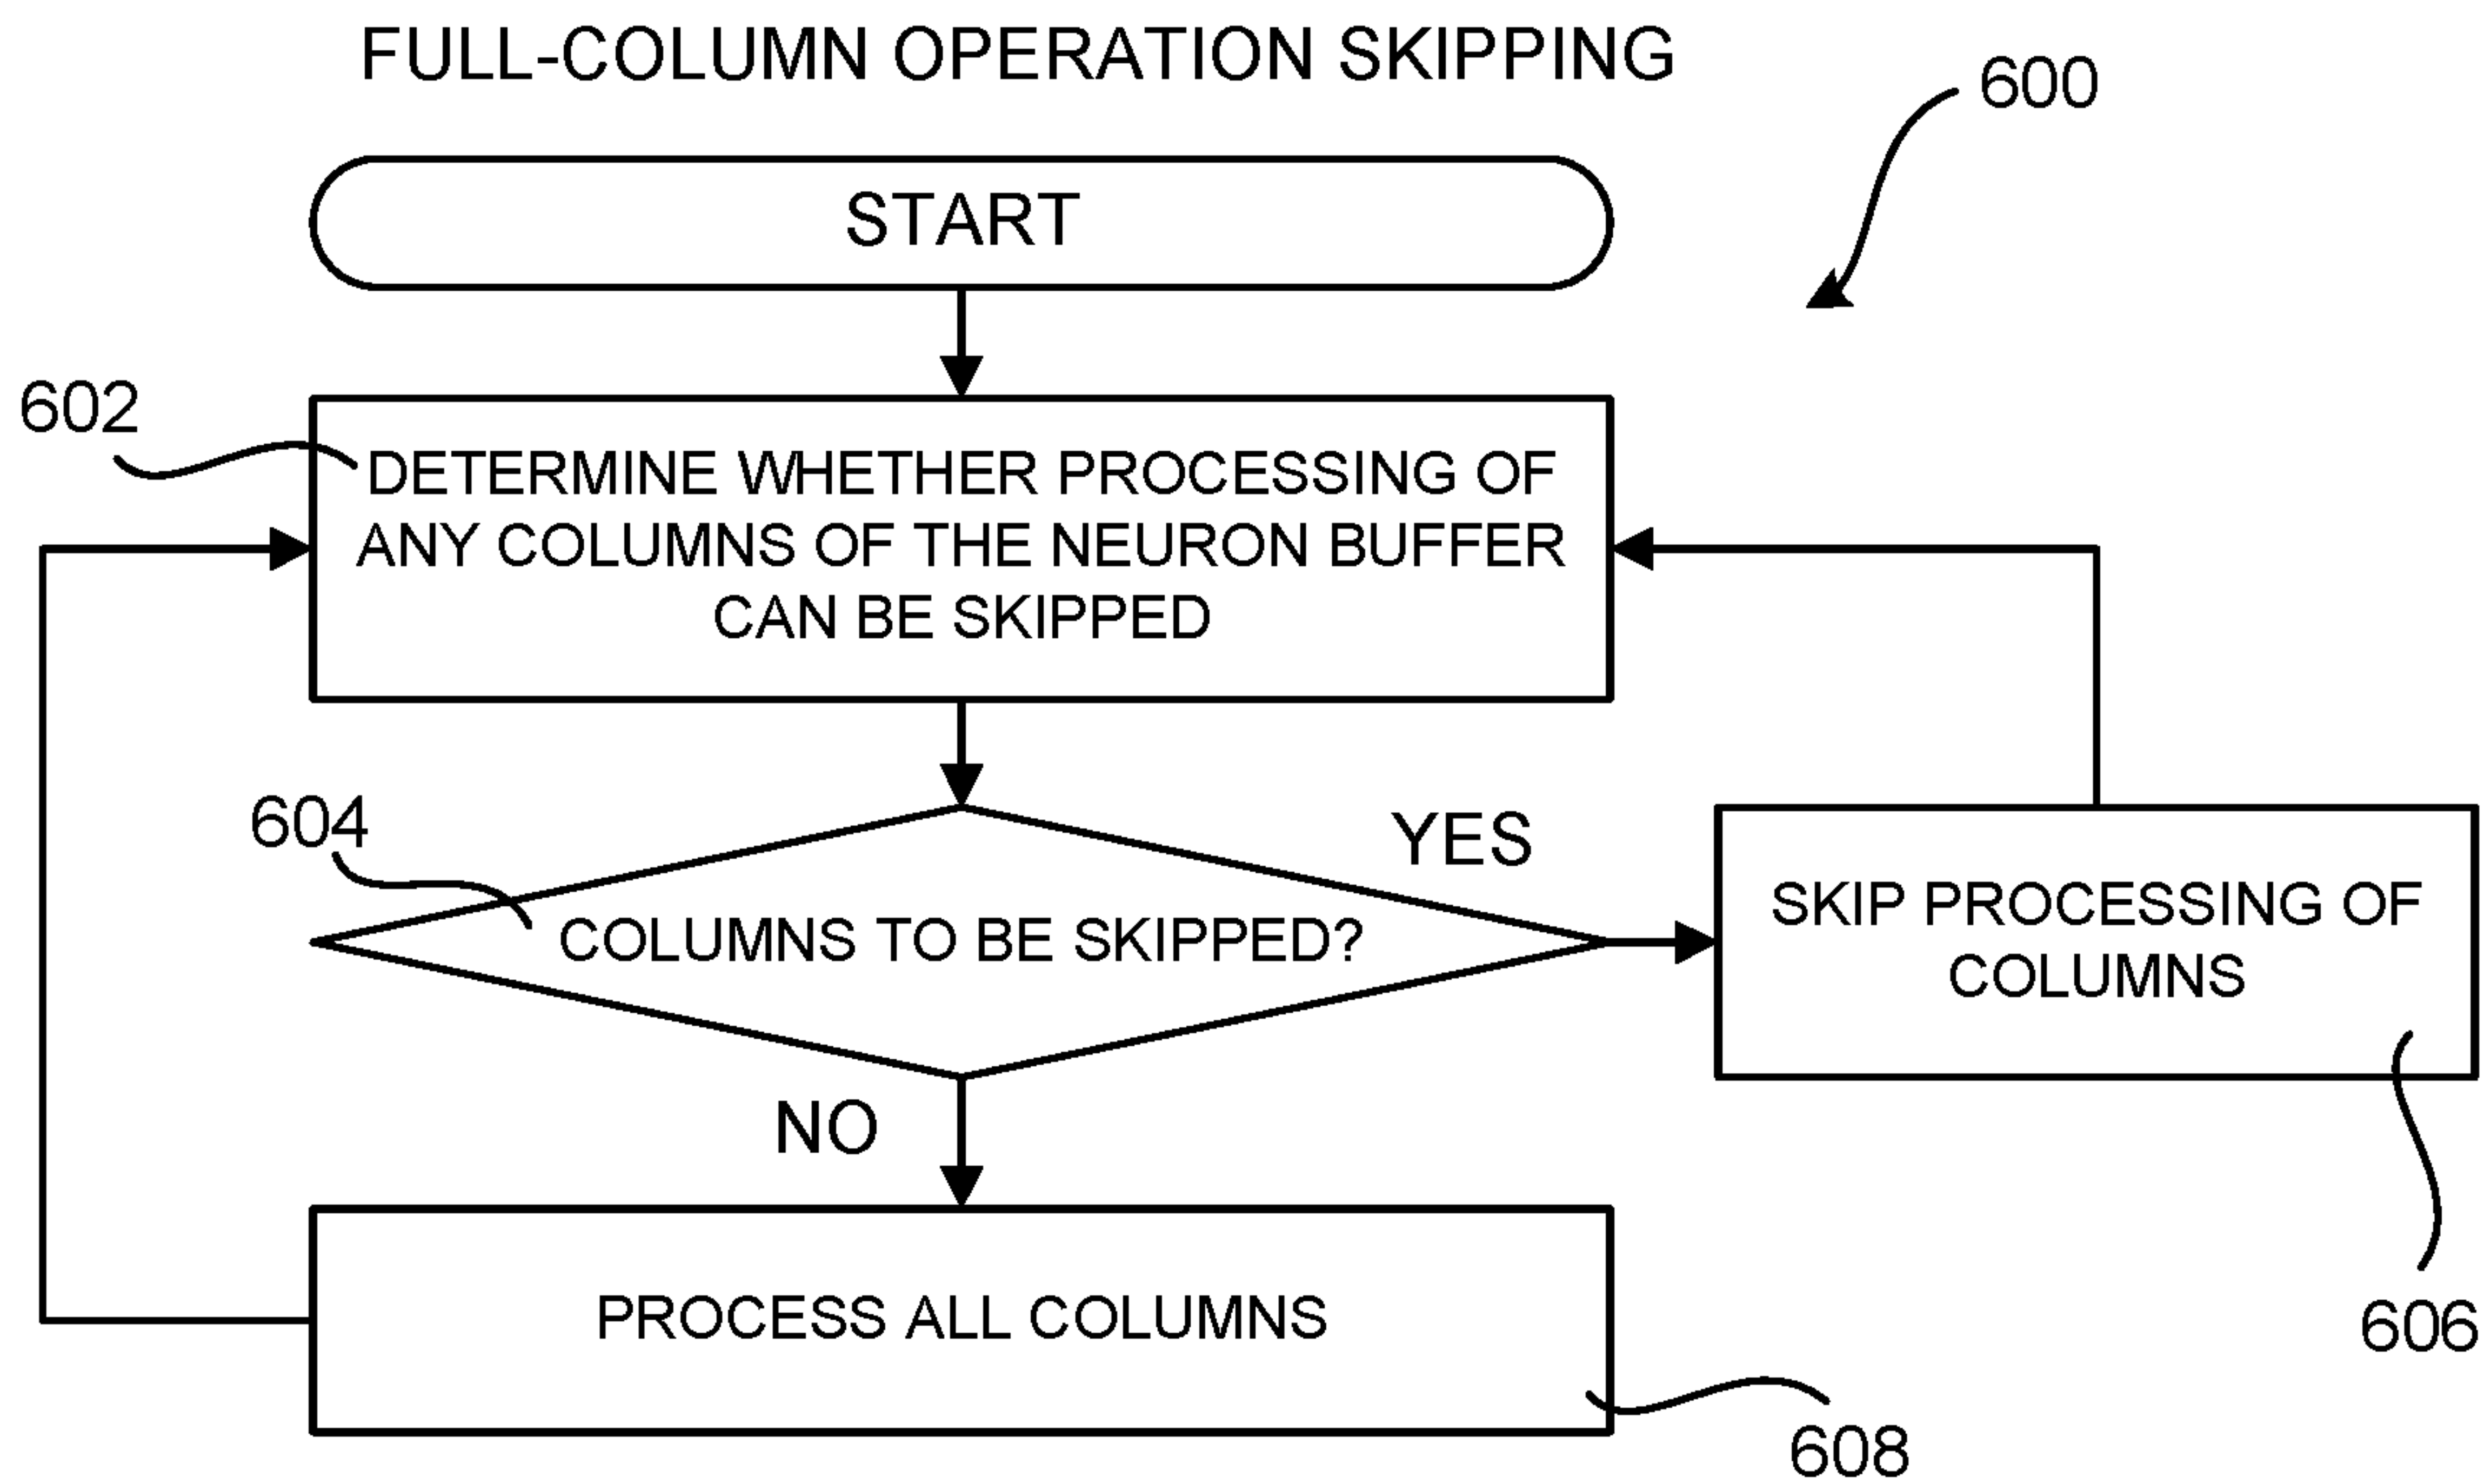 FULL-COLUMN OPERATION SKIPPING
600
START
602
DETERMINE WHETHER PROCESSING OF
ANY COLUMNS OF THE NEURON BUFFER
CAN BE SKIPPED
604
YES
COLUMNS TO BE SKIPPED?
SKIP PROCESSING OF
COLUMNS
NO
606
PROCESS ALL COLUMNS
608